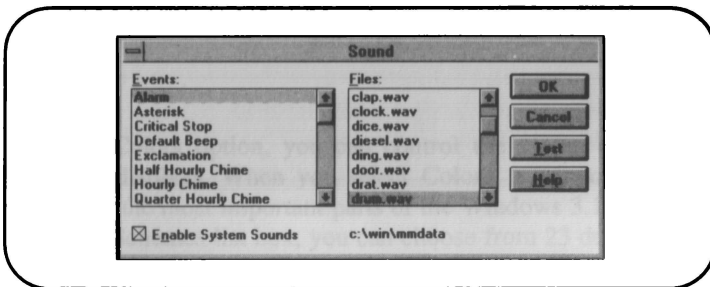 Sound
Events:
Alarm
Asterisk
Critical Stop
Default Beep
Exclamation
Half Hourly Chime
Hourly Chime
Quarter Hourly Chime
Files:
clap.wav
clock.wav
dice.wav
diesel.wav
ding.wav
door.wav
drat.wav
drum.wav
OK
Cancel
Test
Help
Enable System Sounds
c:\win\mmdata